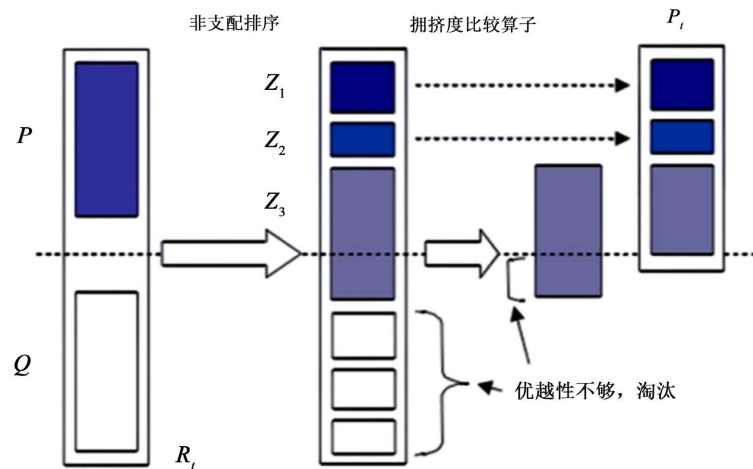 非支配排序
拥挤度比较算子
P_t
Z_1
P
Z_2
Z_3
Q
优越性不够，淘汰
R_t